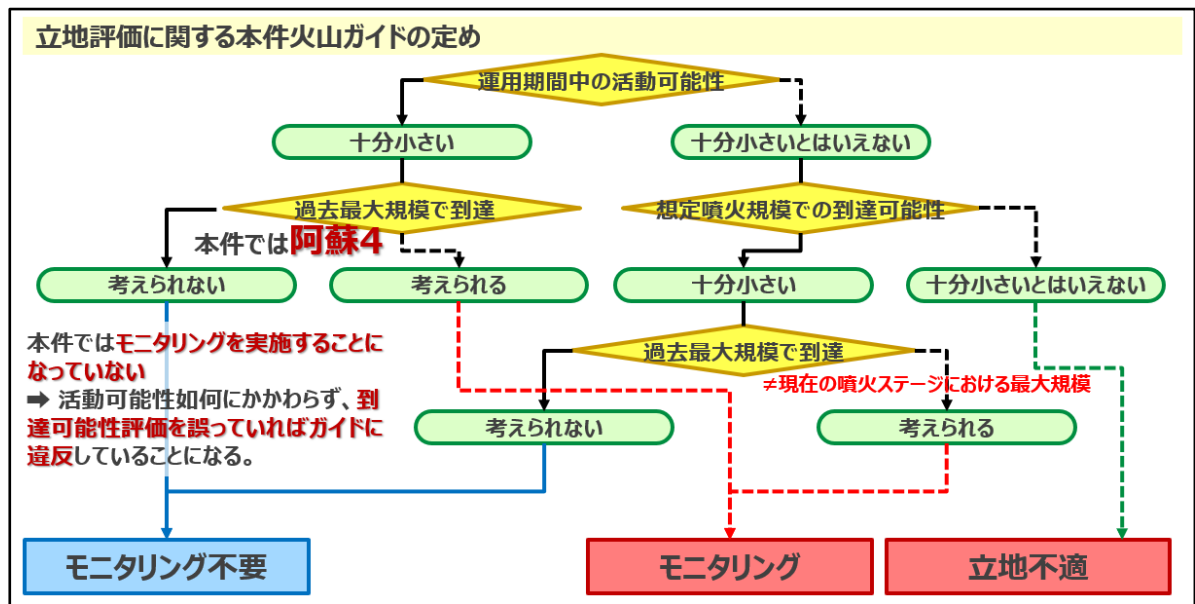 立地評価に関する本件火山ガイドの定め
運用期間中の活動可能性
十分小さい
十分小さいとはいえない
過去最大規模で到達
想定噴火規模での到達可能性
本件では阿蘇4
考えられない
考えられる
十分小さい
十分小さいとはいえない
本件ではモニタリングを実施することに
なっていない
➡ 活動可能性如何にかかわらず、到
達可能性評価を誤っていればガイドに
違反していることになる。
過去最大規模で到達
≠現在の噴火ステージにおける最大規模
考えられない
考えられる
モニタリング不要
モニタリング
立地不適